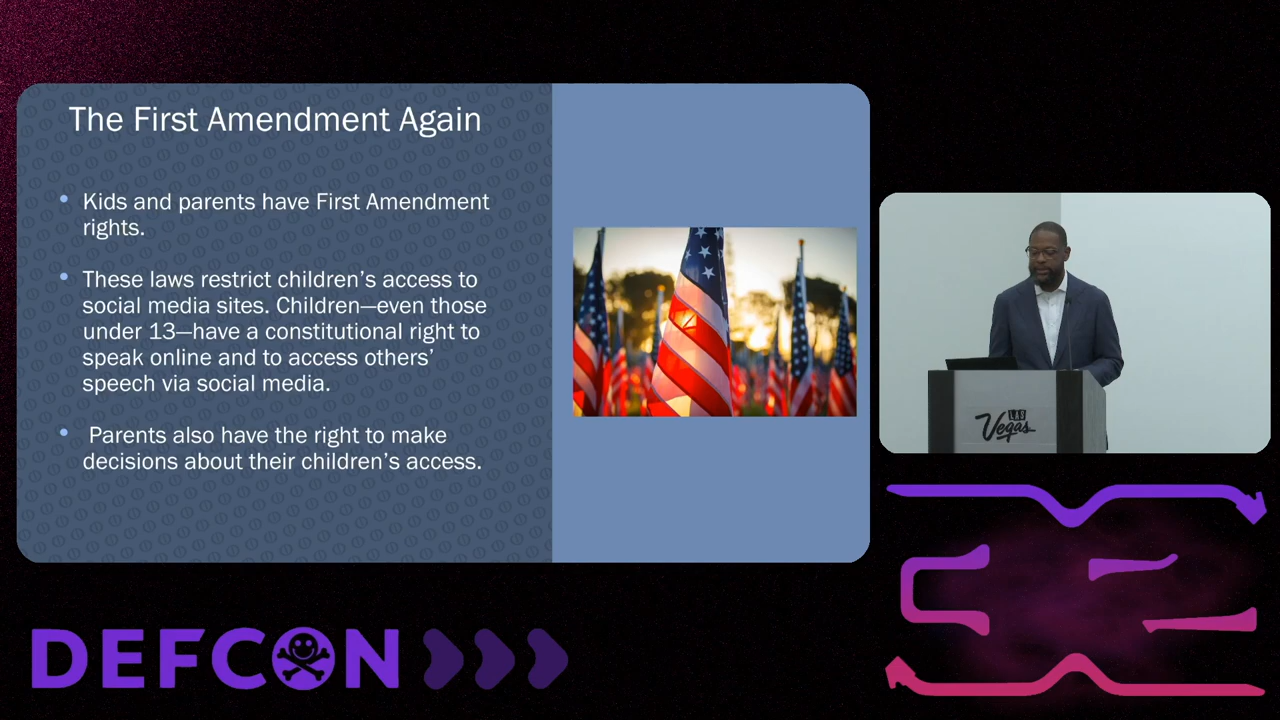 The First Amendment Again
Kids and parents have First Amendment
rights.
These laws restrict children's access to
social media sites. Children—even those
under 13—have a constitutional right to
speak online and to access others'
speech via social media.
Parents also have the right to make
decisions about their children's access.
LAS
Vegas
DEFCON